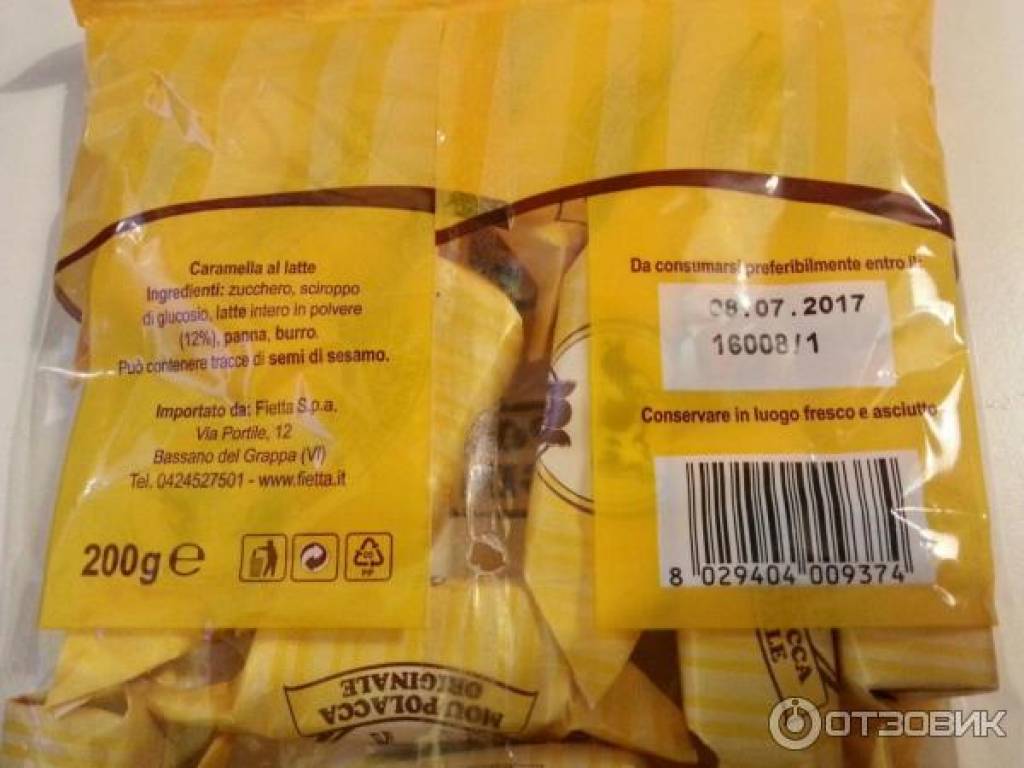 Caramella al latte
Ingredienti: zucchero, sciroppo
di glucosio, latte intero in polvere
(12%), panna, burro.
Può contenere tracce di semi di sesamo.
Importato da: Fietta S.p.a.
Via Portile, 12
Bassano del Grappa (VI)
Tel. 0424527501 - www.fietta.it
200g e
PP
Da consumarsi preferibilmente entro il:
08.07.2017
16008/1
Conservare in luogo fresco e asciutto
8 029404 009374
MOU POLACCA
ORIGINALE
LACCA
ALE
ОТЗОВИК